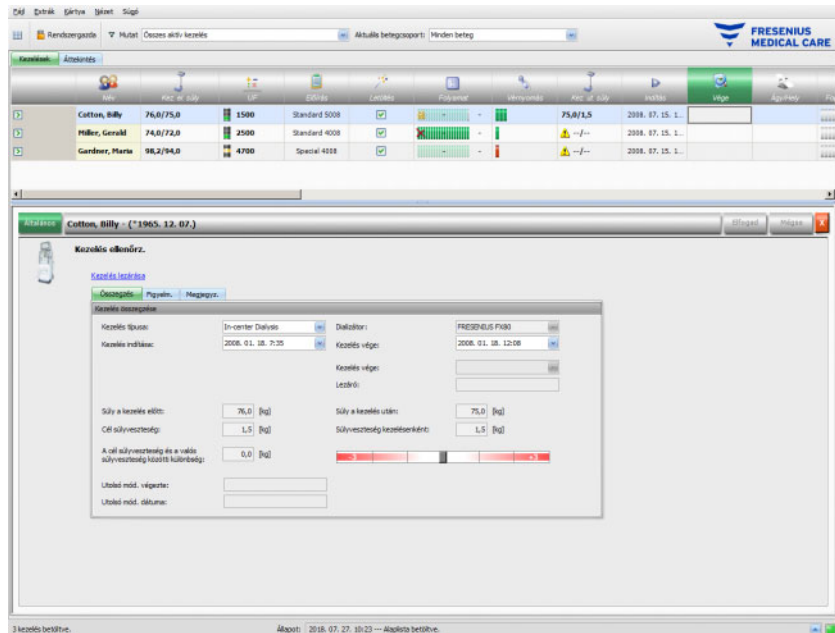 Fájl Extrák Kártya Nézet Súgó
Rendszergazda Mutat Összes aktív kezelés Aktuális betegcsoport: Minden beteg
FRESENIUS
MEDICAL CARE
Kezelések Áttekintés
Név Kez. el. súly UF Előírás Leütés Folyamat Vérnyomás Kez. ut. súly Indítás Vége Ágy/Hely
Cotton, Billy 76,0/75,0 1500 Standard 5008 - - 75,0/1,5 2008. 07. 15. 1...
Miller, Gerald 74,0/72,0 2500 Standard 4008 - --/-- 2008. 07. 15. 1...
Gardner, Maria 98,2/94,0 4700 Special 4008 - - --/-- 2008. 07. 15. 1...
Általános Cotton, Billy - (*1965. 12. 07.) Elfogad Mégse X
Kezelés ellenőrz.
Kezelés lezárása
Összegzés Figyelm. Megjegyz.
Kezelés összegzése
Kezelés típusa: In-center Dialysis Dializátor: FRESENIUS FX80
Kezelés indítása: 2008. 01. 18. 7:35 Kezelés vége: 2008. 01. 18. 12:08
Kezelés vége:
Lezáró:
Súly a kezelés előtt: 76,0 [kg] Súly a kezelés után: 75,0 [kg]
Cél súlyveszteség: 1,5 [kg] Súlyveszteség kezelésenként: 1,5 [kg]
A cél súlyveszteség és a valós
súlyveszteség közötti különbség: 0,0 [kg] -3 +3
Utolsó mód. végezte:
Utolsó mód. dátuma:
3 kezelés betöltve. Állapot: 2018. 07. 27. 10:23 --- Alaplista betöltve.